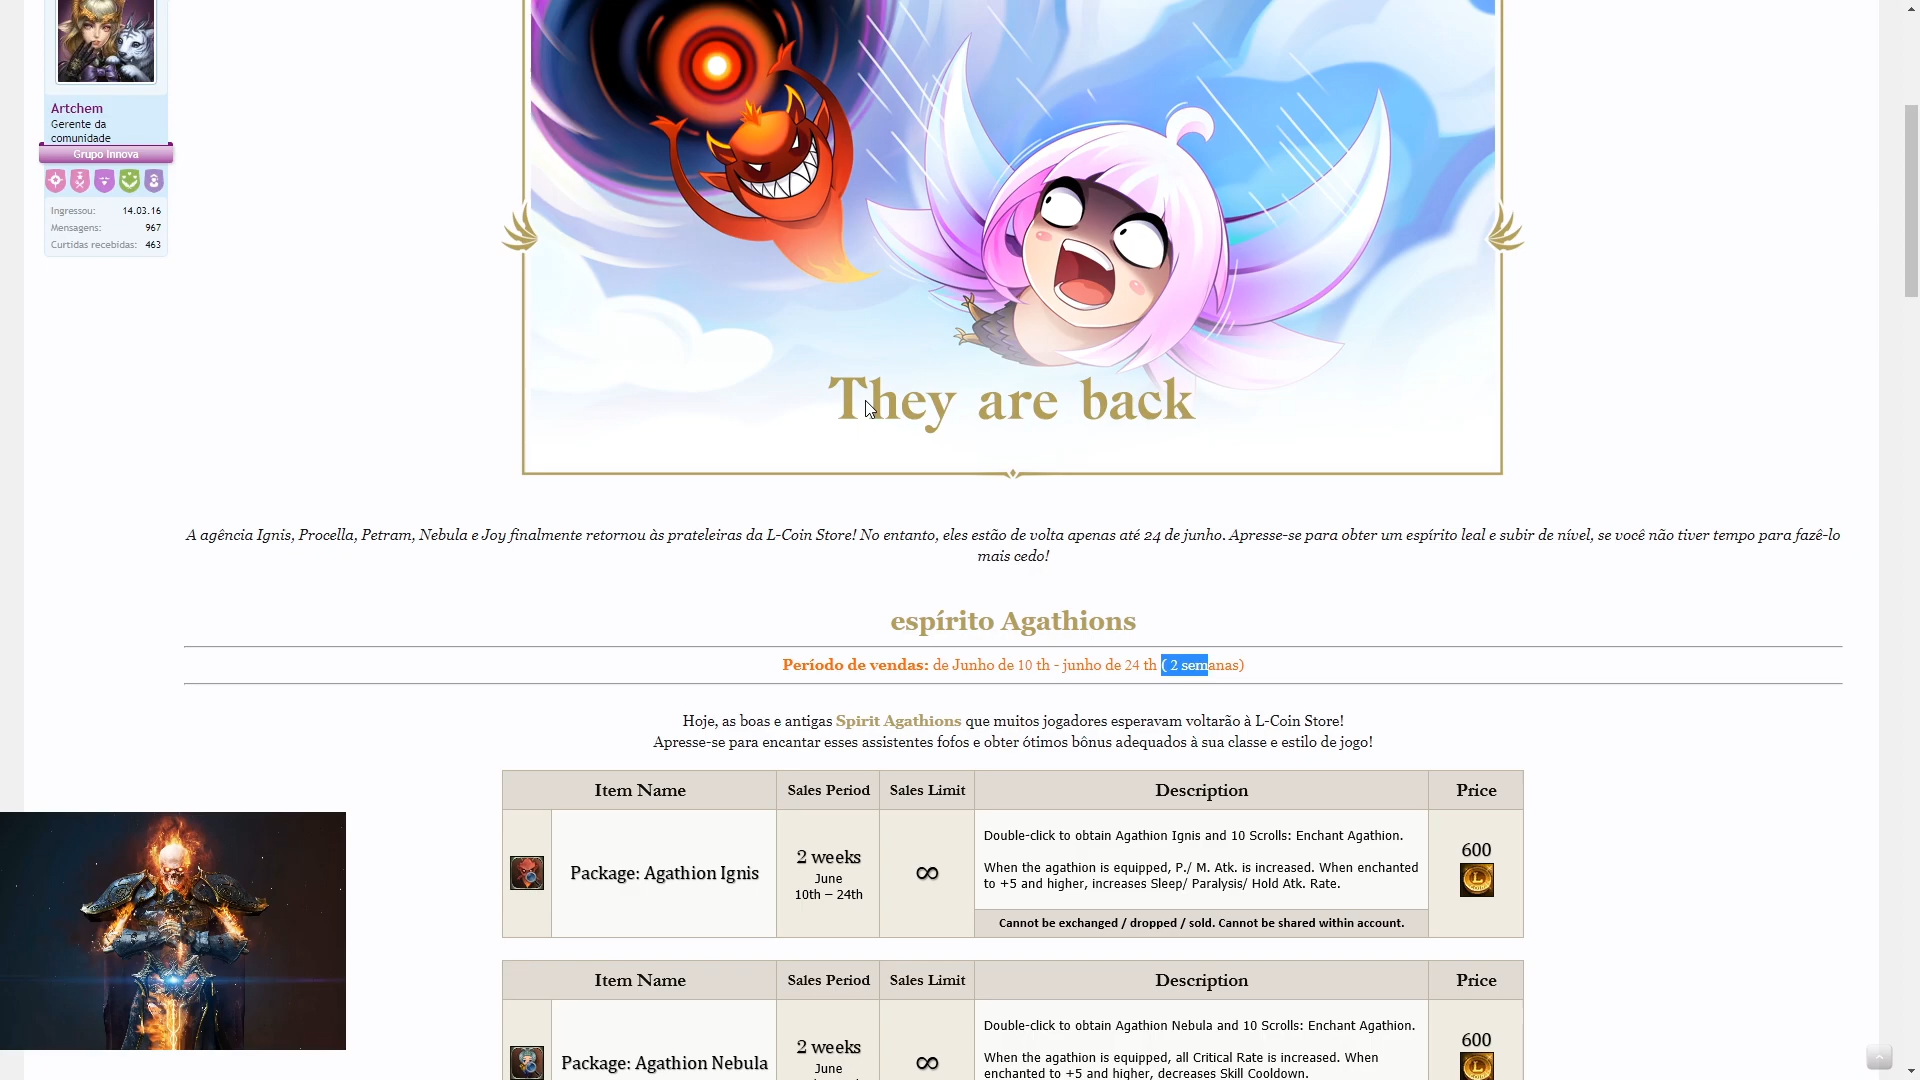 They are back
Artchem
Gerente da
comunidade
Grupo Innova
Ingressou: 14.03.16
Mensagens: 967
Curtidas recebidas: 463
A agência Ignis, Procella, Petram, Nebula e Joy finalmente retornou às prateleiras da L-Coin Store! No entanto, eles estão de volta apenas até 24 de junho. Apresse-se para obter um espírito leal e subir de nível, se você não tiver tempo para fazê-lo
mais cedo!
espírito Agathions
Período de vendas: de Junho de 10 th - junho de 24 th ( 2 semanas)
Hoje, as boas e antigas Spirit Agathions que muitos jogadores esperavam voltarão à L-Coin Store!
Apresse-se para encantar esses assistentes fofos e obter ótimos bônus adequados à sua classe e estilo de jogo!
Item Name Sales Period Sales Limit Description Price
Package: Agathion Ignis
2 weeks
June
10th – 24th
∞
Double-click to obtain Agathion Ignis and 10 Scrolls: Enchant Agathion.
When the agathion is equipped, P./ M. Atk. is increased. When enchanted
to +5 and higher, increases Sleep/ Paralysis/ Hold Atk. Rate.
Cannot be exchanged / dropped / sold. Cannot be shared within account.
600
Item Name Sales Period Sales Limit Description Price
Package: Agathion Nebula
2 weeks
June
∞
Double-click to obtain Agathion Nebula and 10 Scrolls: Enchant Agathion.
When the agathion is equipped, all Critical Rate is increased. When
enchanted to +5 and higher, decreases Skill Cooldown.
600